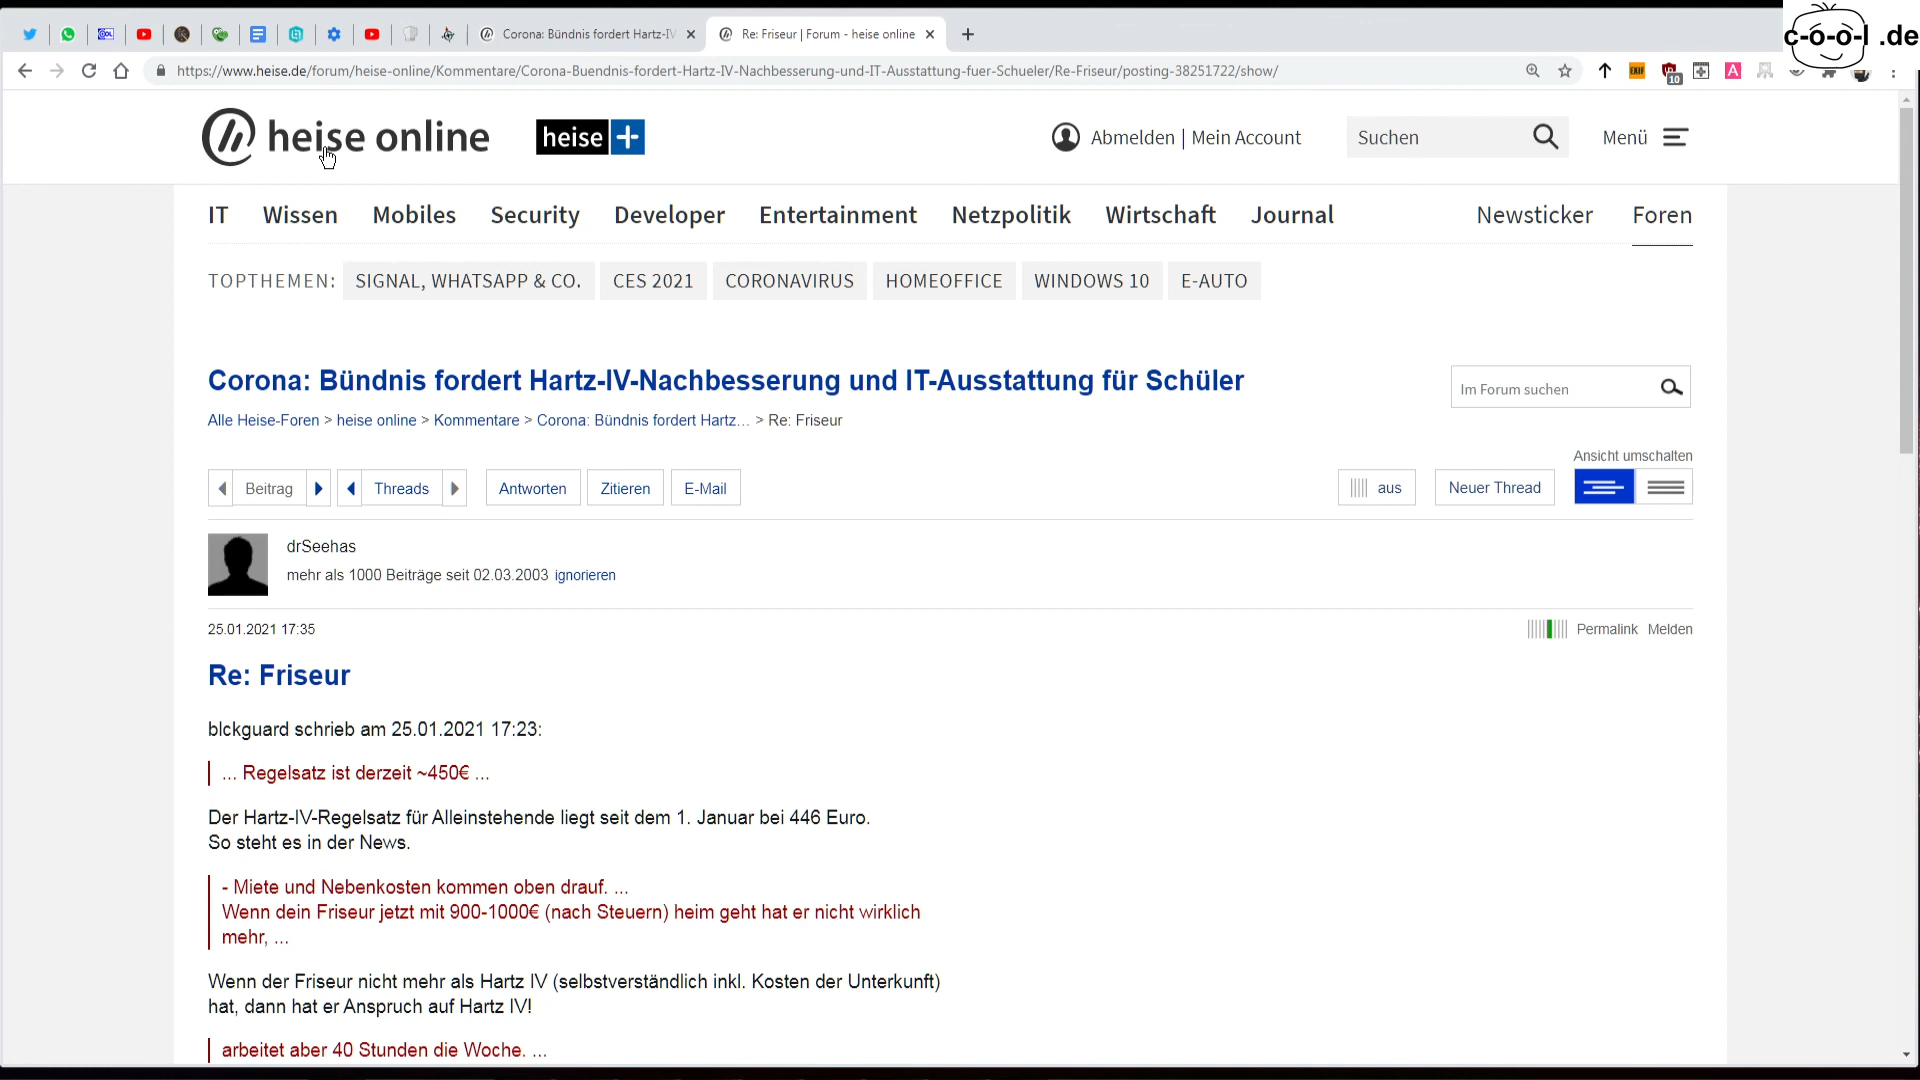 Corona: Bündnis fordert Hartz-IV
Re: Friseur | Forum - heise online
c-o-o-l .de
https://www.heise.de/forum/heise-online/Kommentare/Corona-Buendnis-fordert-Hartz-IV-Nachbesserung-und-IT-Ausstattung-fuer-Schueler/Re-Friseur/posting-38251722/show/
EXIF
10
A
heise online
heise +
Abmelden | Mein Account
Suchen
Menü
IT Wissen Mobiles Security Developer Entertainment Netzpolitik Wirtschaft Journal Newsticker Foren
TOPTHEMEN: SIGNAL, WHATSAPP & CO. CES 2021 CORONAVIRUS HOMEOFFICE WINDOWS 10 E-AUTO
Corona: Bündnis fordert Hartz-IV-Nachbesserung und IT-Ausstattung für Schüler
Im Forum suchen
Alle Heise-Foren > heise online > Kommentare > Corona: Bündnis fordert Hartz... > Re: Friseur
Ansicht umschalten
Beitrag Threads Antworten Zitieren E-Mail aus Neuer Thread
drSeehas
mehr als 1000 Beiträge seit 02.03.2003 ignorieren
25.01.2021 17:35
Permalink Melden
Re: Friseur
blckguard schrieb am 25.01.2021 17:23:
... Regelsatz ist derzeit ~450€ ...
Der Hartz-IV-Regelsatz für Alleinstehende liegt seit dem 1. Januar bei 446 Euro.
So steht es in der News.
- Miete und Nebenkosten kommen oben drauf. ...
Wenn dein Friseur jetzt mit 900-1000€ (nach Steuern) heim geht hat er nicht wirklich
mehr, ...
Wenn der Friseur nicht mehr als Hartz IV (selbstverständlich inkl. Kosten der Unterkunft)
hat, dann hat er Anspruch auf Hartz IV!
arbeitet aber 40 Stunden die Woche. ...